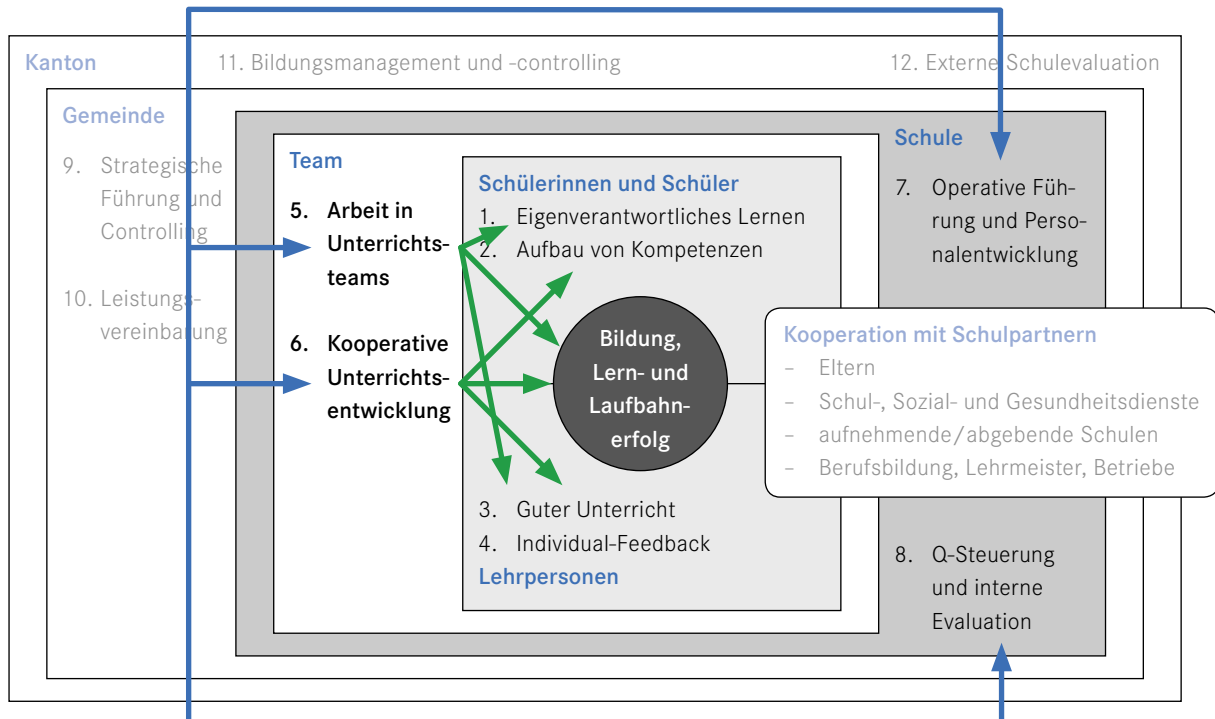 Kanton
11. Bildungsmanagement und -controlling
12. Externe Schulevaluation
Gemeinde
9. Strategische
Führung und
Controlling
10. Leistungs-
vereinbarung
Team
5. Arbeit in
Unterrichts-
teams
6. Kooperative
Unterrichts-
entwicklung
Schülerinnen und Schüler
1. Eigenverantwortliches Lernen
2. Aufbau von Kompetenzen
Bildung,
Lern- und
Laufbahn-
erfolg
3. Guter Unterricht
4. Individual-Feedback
Lehrpersonen
Schule
7. Operative Füh-
rung und Perso-
nalentwicklung
Kooperation mit Schulpartnern
– Eltern
– Schul-, Sozial- und Gesundheitsdienste
– aufnehmende/abgebende Schulen
– Berufsbildung, Lehrmeister, Betriebe
8. Q-Steuerung
und interne
Evaluation